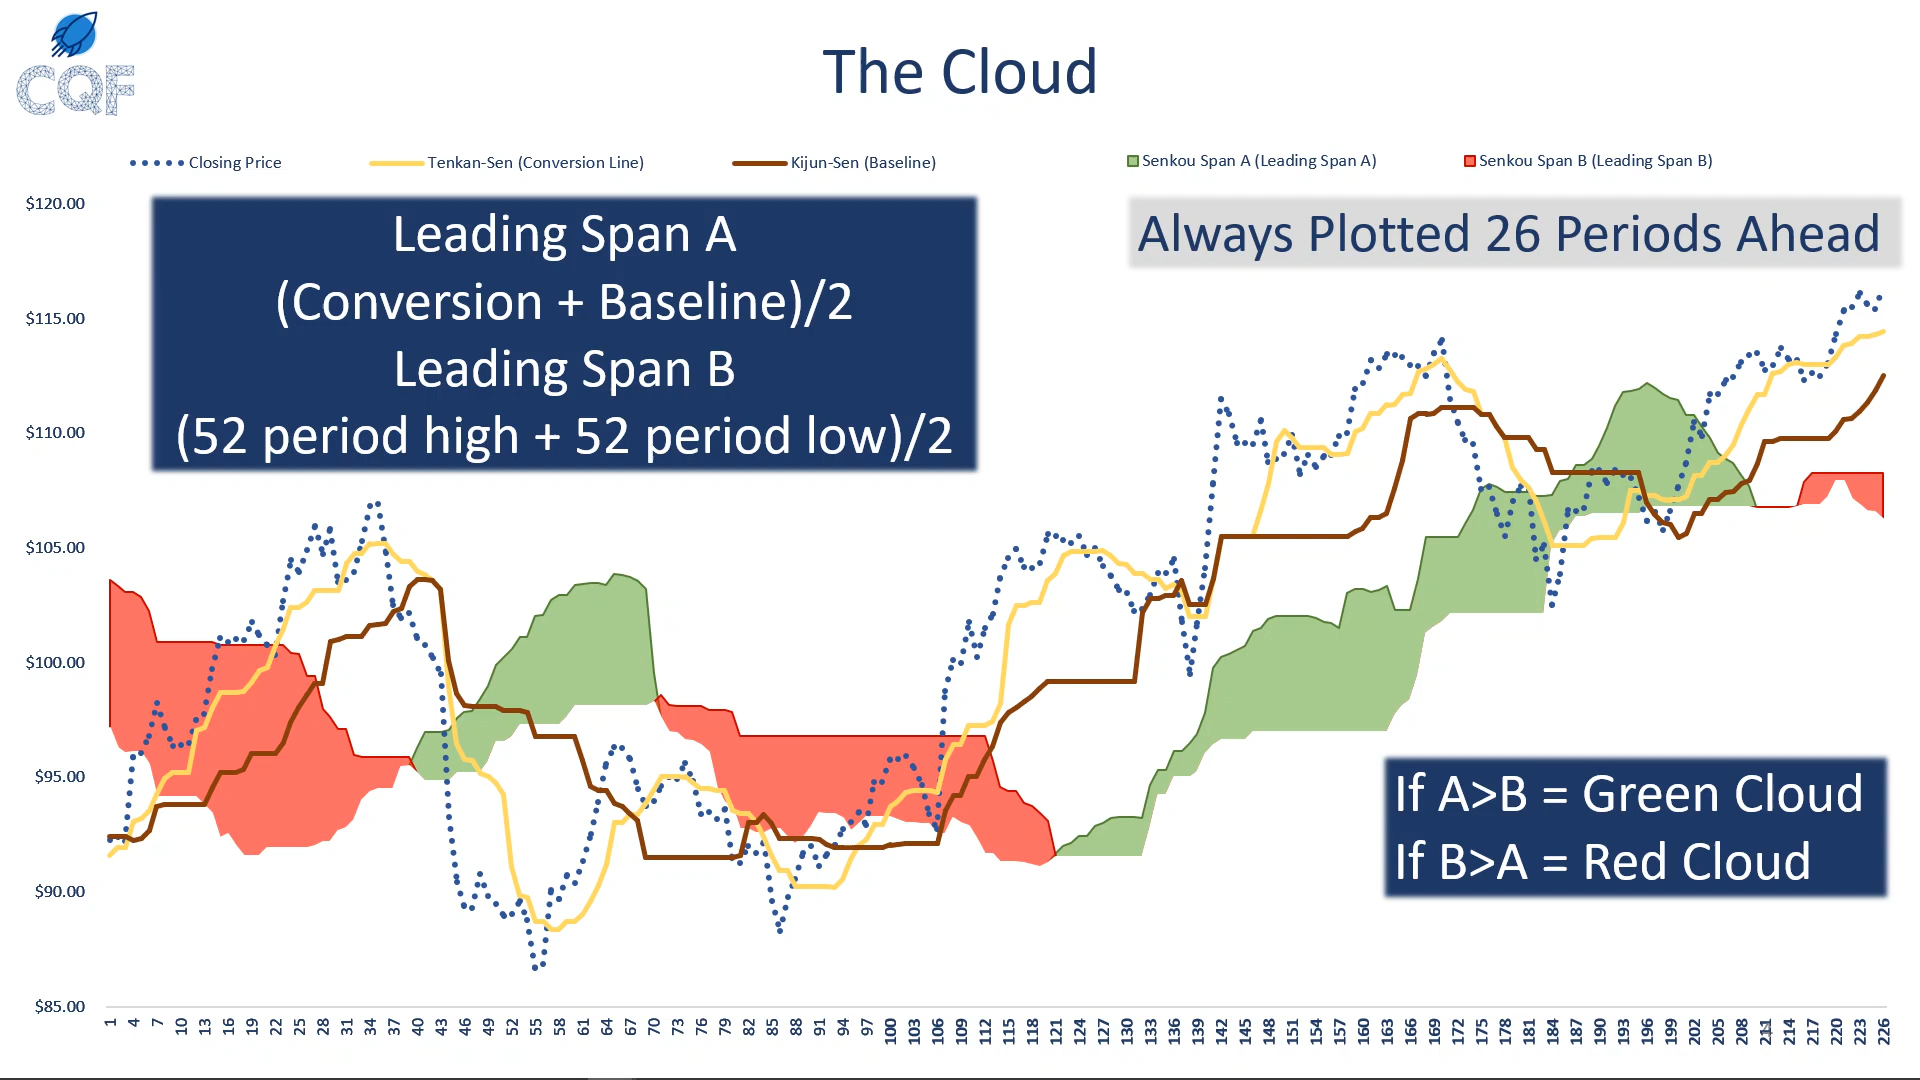 CQF
The Cloud
Closing Price
Tenkan-Sen (Conversion Line)
Kijun-Sen (Baseline)
Senkou Span A (Leading Span A)
Senkou Span B (Leading Span B)
Leading Span A
(Conversion + Baseline)/2
Leading Span B
(52 period high + 52 period low)/2
Always Plotted 26 Periods Ahead
If A>B = Green Cloud
If B>A = Red Cloud
$120.00
$115.00
$110.00
$105.00
$100.00
$95.00
$90.00
$85.00
1 4 7 10 13 16 19 22 25 28 31 34 37 40 43 46 49 52 55 58 61 64 67 70 73 76 79 82 85 88 91 94 97 100 103 106 109 112 115 118 121 124 127 130 133 136 139 142 145 148 151 154 157 160 163 166 169 172 175 178 181 184 187 190 193 196 199 202 205 208 211 214 217 220 223 226